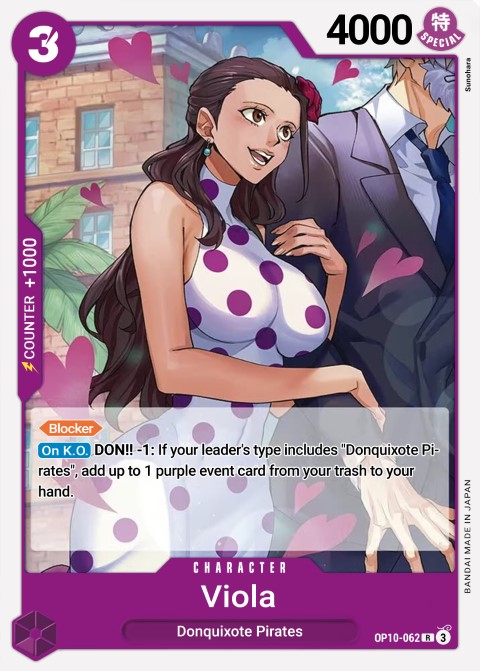 3
4000
特
SPECIAL
Sunohara
COUNTER +1000
Blocker
On K.O. DON!! -1: If your leader's type includes "Donquixote Pi-
rates", add up to 1 purple event card from your trash to your
hand.
BANDAI MADE IN JAPAN
CHARACTER
Viola
Donquixote Pirates
OP10-062 R 3